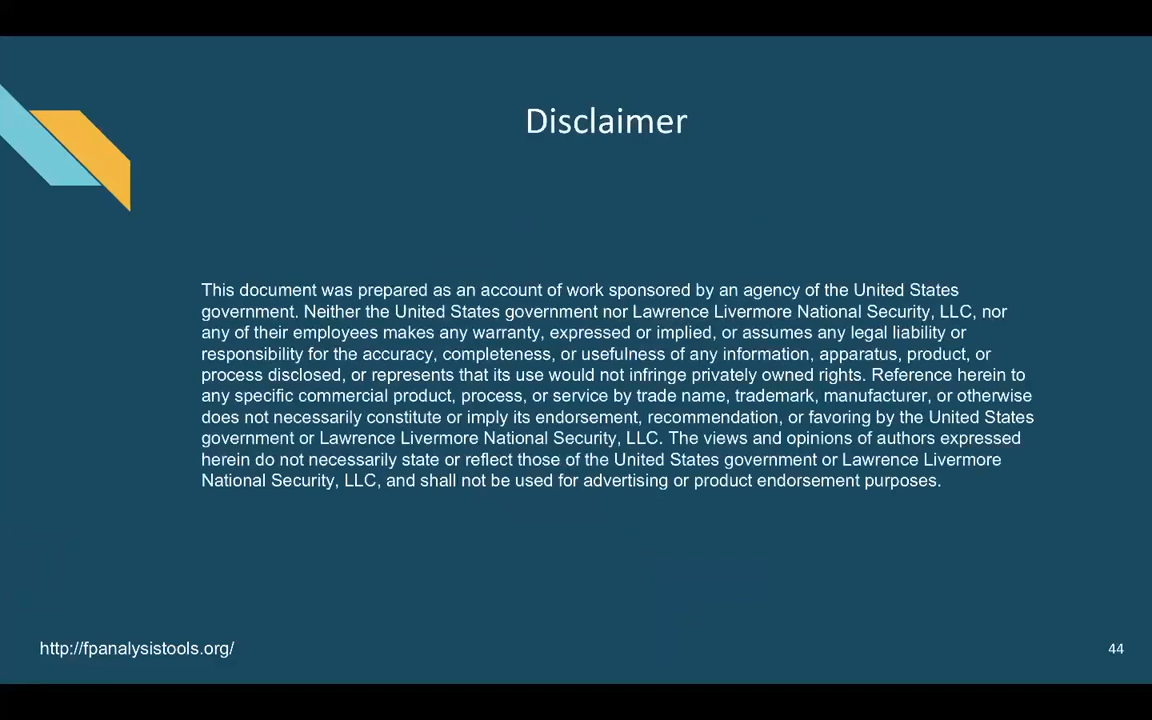 Disclaimer
This document was prepared as an account of work sponsored by an agency of the United States
government. Neither the United States government nor Lawrence Livermore National Security, LLC, nor
any of their employees makes any warranty, expressed or implied, or assumes any legal liability or
responsibility for the accuracy, completeness, or usefulness of any information, apparatus, product, or
process disclosed, or represents that its use would not infringe privately owned rights. Reference herein to
any specific commercial product, process, or service by trade name, trademark, manufacturer, or otherwise
does not necessarily constitute or imply its endorsement, recommendation, or favoring by the United States
government or Lawrence Livermore National Security, LLC. The views and opinions of authors expressed
herein do not necessarily state or reflect those of the United States government or Lawrence Livermore
National Security, LLC, and shall not be used for advertising or product endorsement purposes.
http://fpanalysistools.org/
44